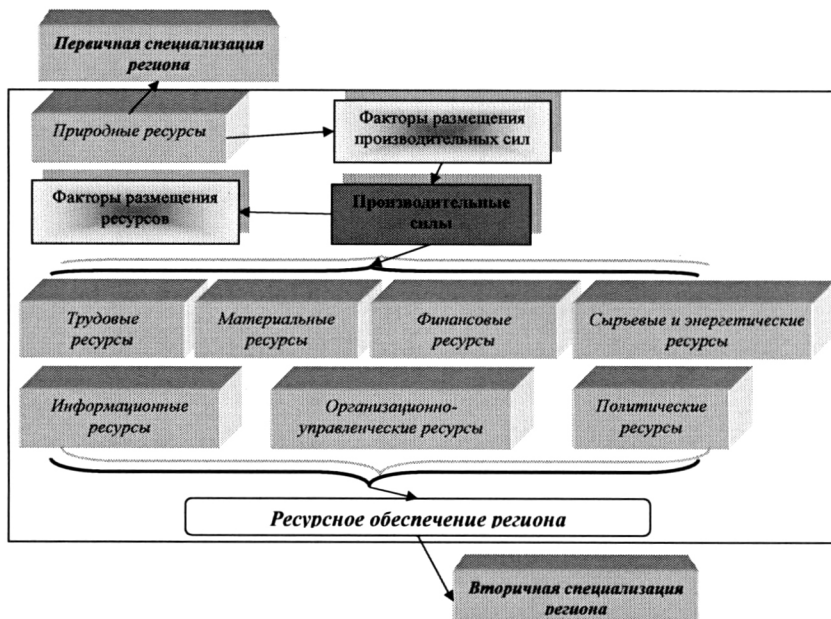 Первичная специализация
региона
Природные ресурсы
Факторы размещения
производительных сил
Факторы размещения
ресурсов
Производительные
силы
Трудовые
ресурсы
Материальные
ресурсы
Финансовые
ресурсы
Сырьевые и энергетические
ресурсы
Информационные
ресурсы
Организационно-
управленческие ресурсы
Политические
ресурсы
Ресурсное обеспечение региона
Вторичная специализация
региона